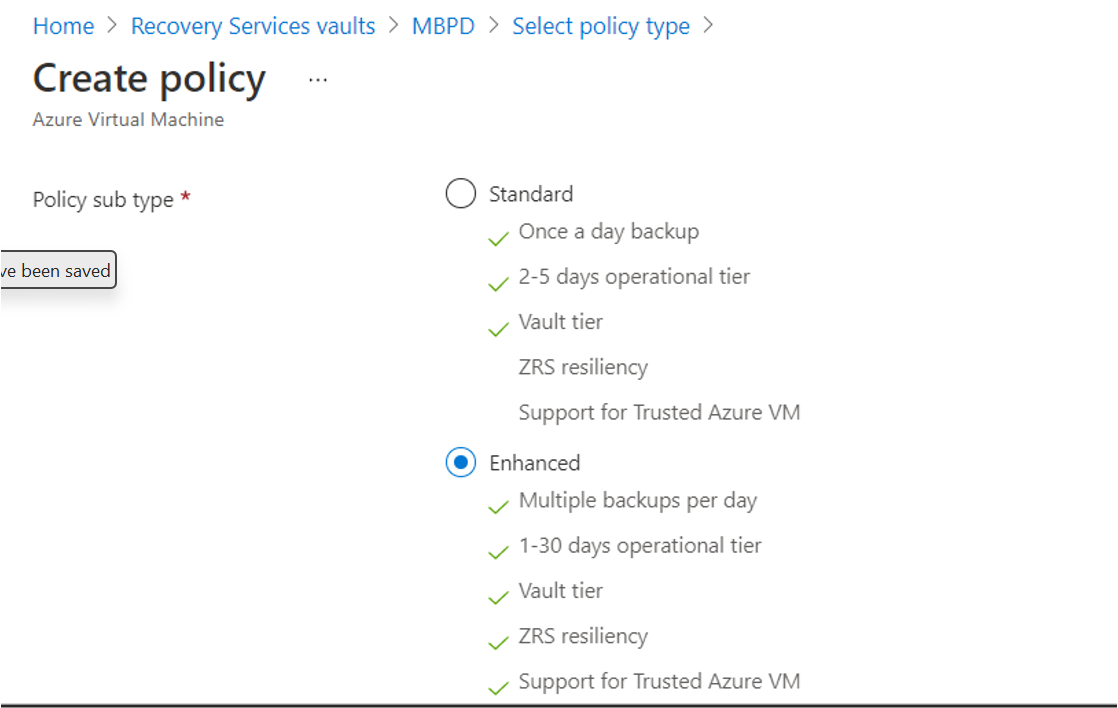 Home > Recovery Services vaults > MBPD > Select policy type >
Create policy ...
Azure Virtual Machine
Policy sub type *
Standard
Once a day backup
ve been saved
2-5 days operational tier
Vault tier
ZRS resiliency
Support for Trusted Azure VM
Enhanced
Multiple backups per day
1-30 days operational tier
Vault tier
ZRS resiliency
Support for Trusted Azure VM